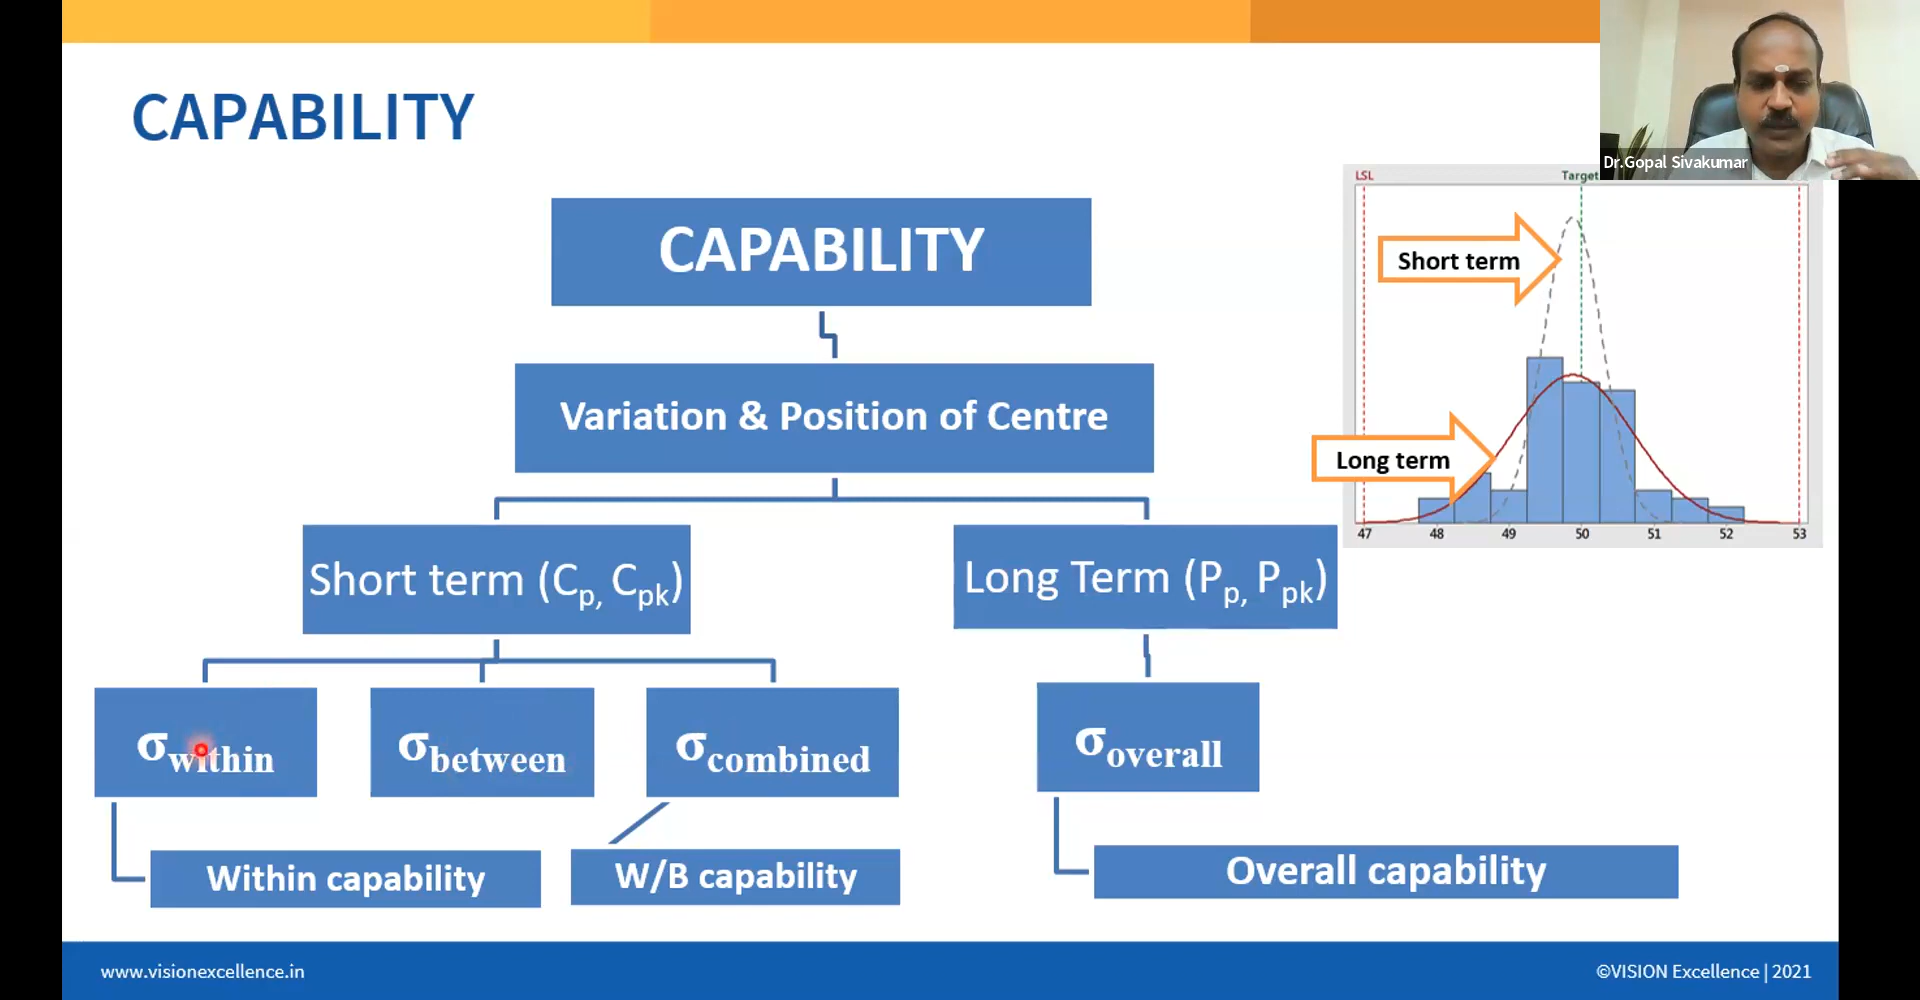 CAPABILITY
Dr.Gopal Sivakumar
CAPABILITY
Variation & Position of Centre
Short term (Cp, Cpk)
Long Term (Pp, Ppk)
σwithin
σbetween
σcombined
σoverall
Within capability
W/B capability
Overall capability
LSL
Target
Short term
Long term
47 48 49 50 51 52 53
www.visionexcellence.in
©VISION Excellence | 2021